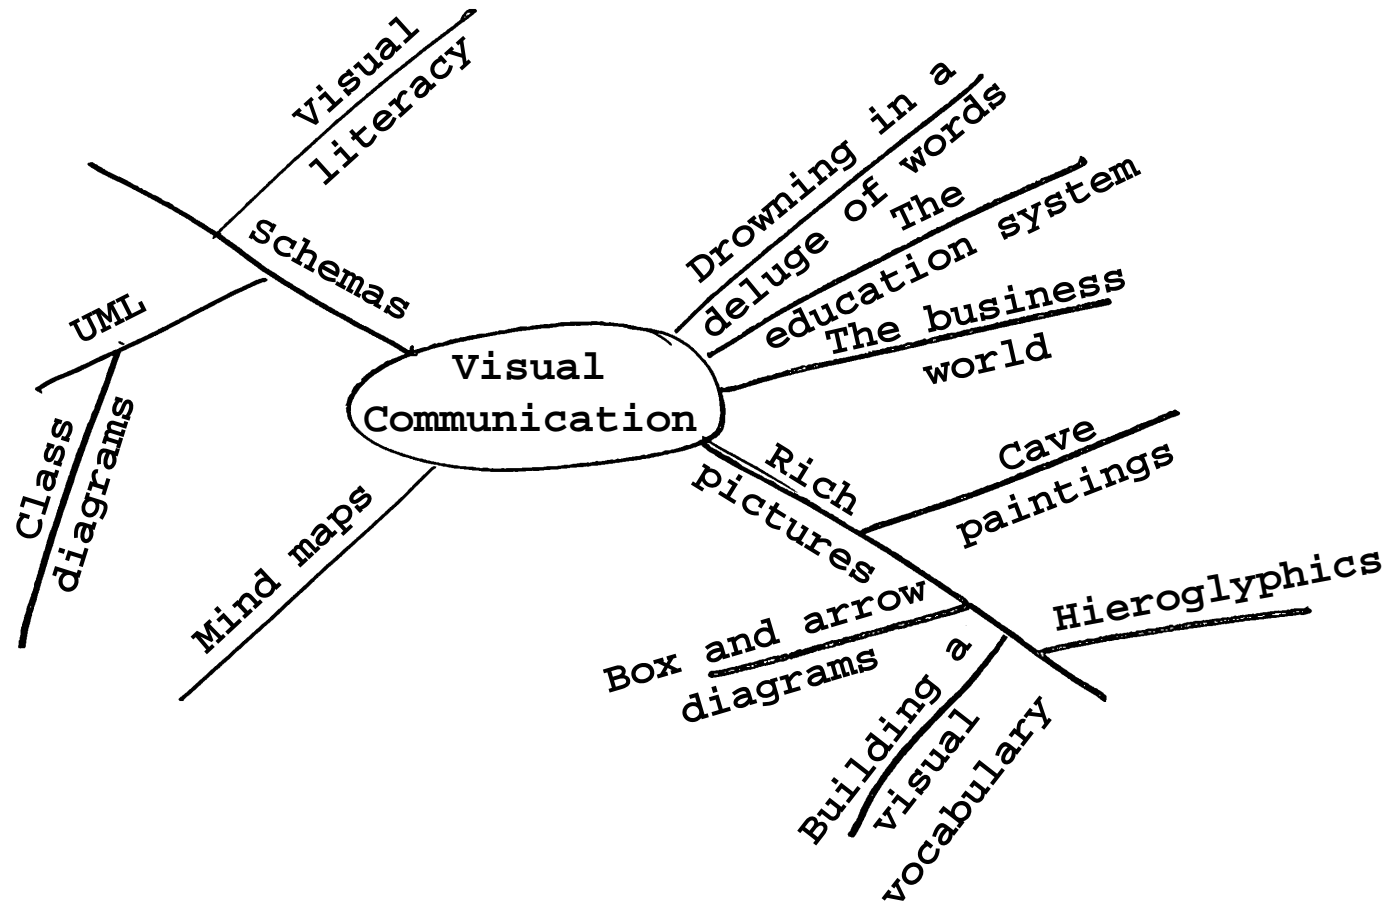 Visual
Communication
Drowning in a
deluge of words
The
education system
The business
world
Rich
pictures
Cave
paintings
Hieroglyphics
Building a
visual
vocabulary
Box and arrow
diagrams
Mind maps
Schemas
UML
Class
diagrams
Visual
literacy